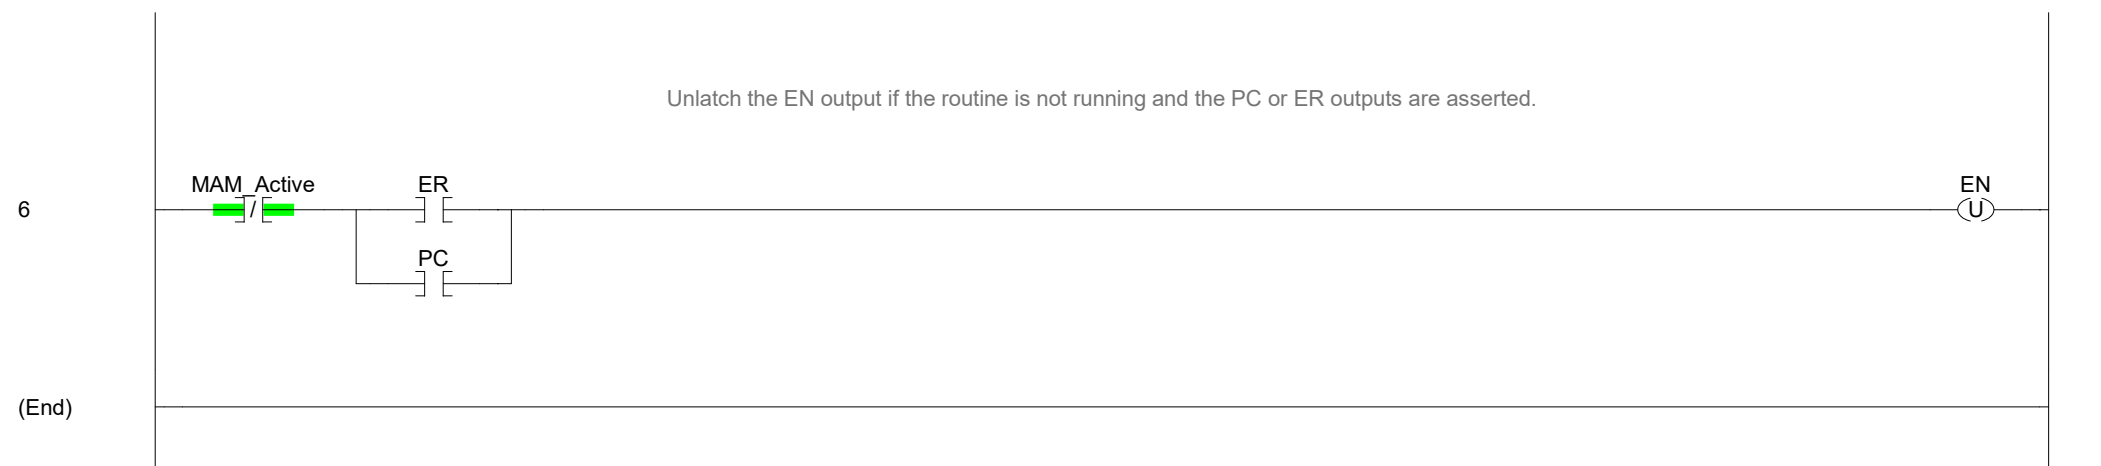 Unlatch the EN output if the routine is not running and the PC or ER outputs are asserted.
MAM_Active
ER
EN
6
/
U
PC
(End)